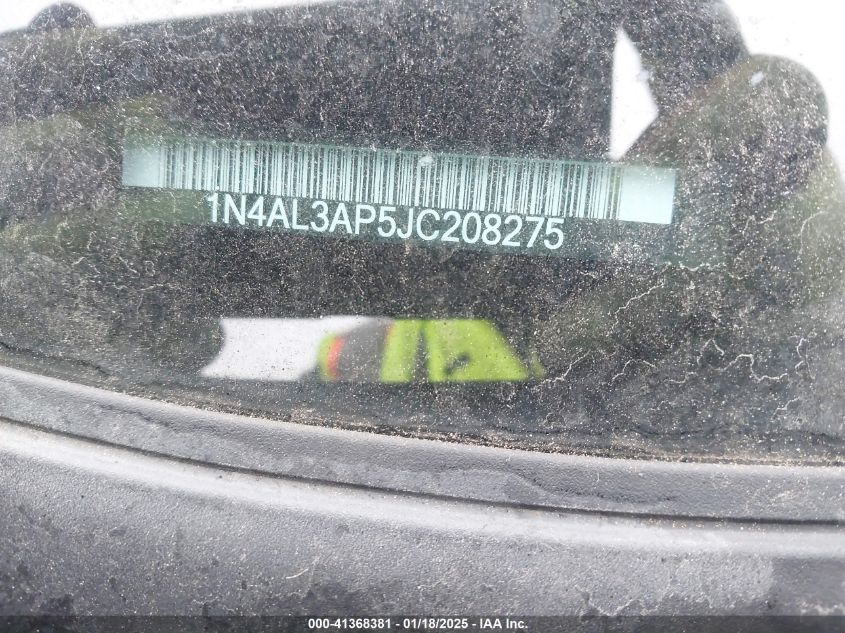 1N4AL3AP5JC208275
000-41368381 - 01/18/2025 - IAA, Inc.